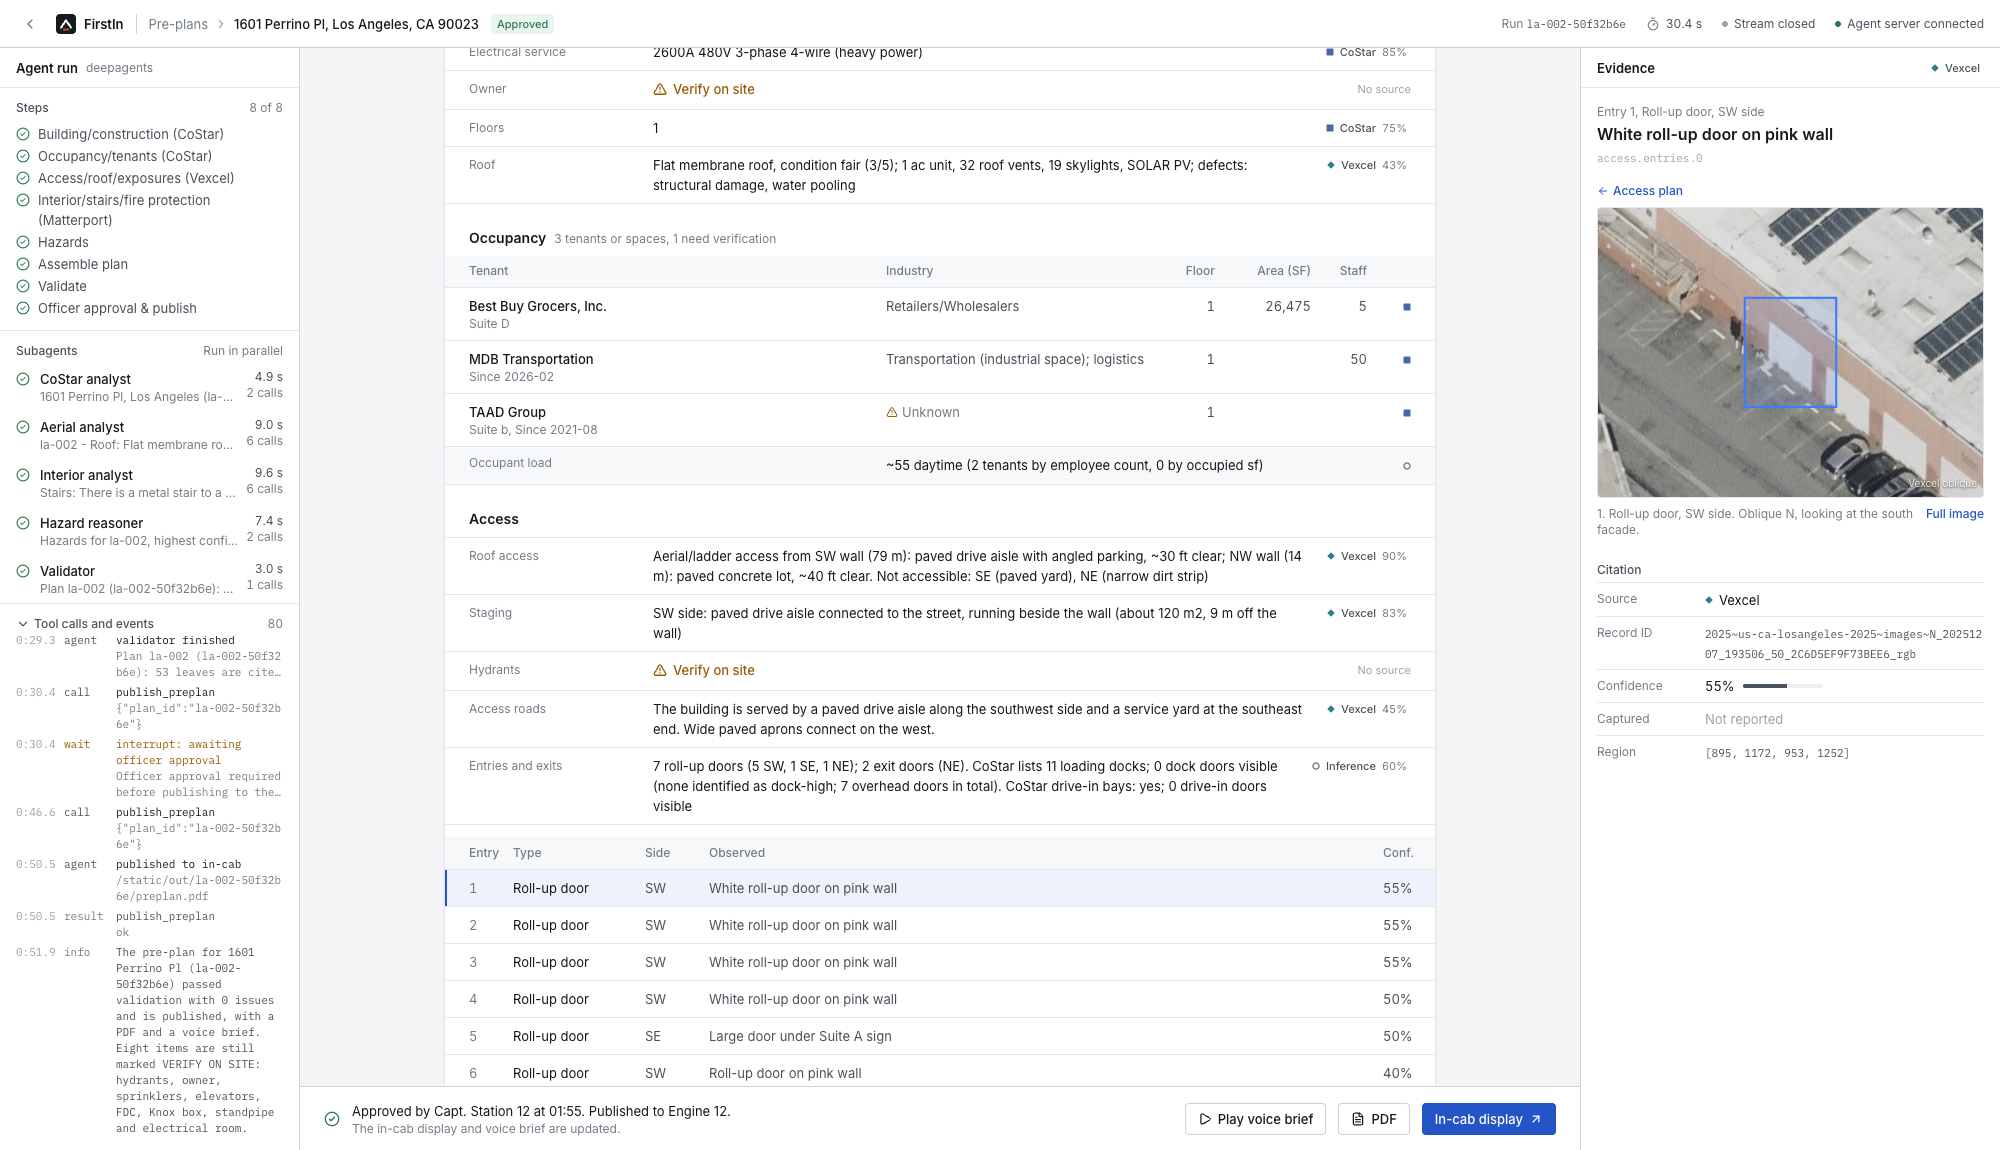 FirstIn
Pre-plans > 1601 Perrino Pl, Los Angeles, CA 90023 Approved
Run la-002-50f32b6e 30.4 s Stream closed Agent server connected
Agent run deepagents
Steps 8 of 8
Building/construction (CoStar)
Occupancy/tenants (CoStar)
Access/roof/exposures (Vexcel)
Interior/stairs/fire protection
(Matterport)
Hazards
Assemble plan
Validate
Officer approval & publish
Subagents Run in parallel
CoStar analyst 4.9 s
1601 Perrino Pl, Los Angeles (la-... 2 calls
Aerial analyst 9.0 s
la-002 - Roof: Flat membrane ro... 6 calls
Interior analyst 9.6 s
Stairs: There is a metal stair to a ... 6 calls
Hazard reasoner 7.4 s
Hazards for la-002, highest confi... 2 calls
Validator 3.0 s
Plan la-002 (la-002-50f32b6e): ... 1 calls
Tool calls and events 80
0:29.3 agent validator finished
Plan la-002 (la-002-50f32
b6e): 53 leaves are cite…
0:30.4 call publish_preplan
{"plan_id":"la-002-50f32b
6e"}
0:30.4 wait interrupt: awaiting
officer approval
Officer approval required
before publishing to the…
0:46.6 call publish_preplan
{"plan_id":"la-002-50f32b
6e"}
0:50.5 agent published to in-cab
/static/out/la-002-50f32b
6e/preplan.pdf
0:50.5 result publish_preplan
ok
0:51.9 info The pre-plan for 1601
Perrino Pl (la-002-
50f32b6e) passed
validation with 0 issues
and is published, with a
PDF and a voice brief.
Eight items are still
marked VERIFY ON SITE:
hydrants, owner,
sprinklers, elevators,
FDC, Knox box, standpipe
and electrical room.
Electrical service 2600A 480V 3-phase 4-wire (heavy power) CoStar 85%
Owner Verify on site No source
Floors 1 CoStar 75%
Roof Flat membrane roof, condition fair (3/5); 1 ac unit, 32 roof vents, 19 skylights, SOLAR PV; defects: Vexcel 43%
structural damage, water pooling
Occupancy 3 tenants or spaces, 1 need verification
Tenant Industry Floor Area (SF) Staff
Best Buy Grocers, Inc. Retailers/Wholesalers 1 26,475 5
Suite D
MDB Transportation Transportation (industrial space); logistics 1 50
Since 2026-02
TAAD Group Unknown 1
Suite b, Since 2021-08
Occupant load ~55 daytime (2 tenants by employee count, 0 by occupied sf)
Access
Roof access Aerial/ladder access from SW wall (79 m): paved drive aisle with angled parking, ~30 ft clear; NW wall (14 Vexcel 90%
m): paved concrete lot, ~40 ft clear. Not accessible: SE (paved yard), NE (narrow dirt strip)
Staging SW side: paved drive aisle connected to the street, running beside the wall (about 120 m2, 9 m off the Vexcel 83%
wall)
Hydrants Verify on site No source
Access roads The building is served by a paved drive aisle along the southwest side and a service yard at the southeast Vexcel 45%
end. Wide paved aprons connect on the west.
Entries and exits 7 roll-up doors (5 SW, 1 SE, 1 NE); 2 exit doors (NE). CoStar lists 11 loading docks; 0 dock doors visible Inference 60%
(none identified as dock-high; 7 overhead doors in total). CoStar drive-in bays: yes; 0 drive-in doors
visible
Entry Type Side Observed Conf.
1 Roll-up door SW White roll-up door on pink wall 55%
2 Roll-up door SW White roll-up door on pink wall 55%
3 Roll-up door SW White roll-up door on pink wall 55%
4 Roll-up door SW White roll-up door on pink wall 50%
5 Roll-up door SE Large door under Suite A sign 50%
6 Roll-up door SW Roll-up door on pink wall 40%
Approved by Capt. Station 12 at 01:55. Published to Engine 12.
The in-cab display and voice brief are updated.
Play voice brief PDF In-cab display
Evidence Vexcel
Entry 1, Roll-up door, SW side
White roll-up door on pink wall
access.entries.0
Access plan
Vexcel oblique
1. Roll-up door, SW side. Oblique N, looking at the south Full image
facade.
Citation
Source Vexcel
Record ID 2025~us-ca-losangeles-2025~images~N_202512
07_193506_50_2C6D5EF9F73BEE6_rgb
Confidence 55%
Captured Not reported
Region [895, 1172, 953, 1252]